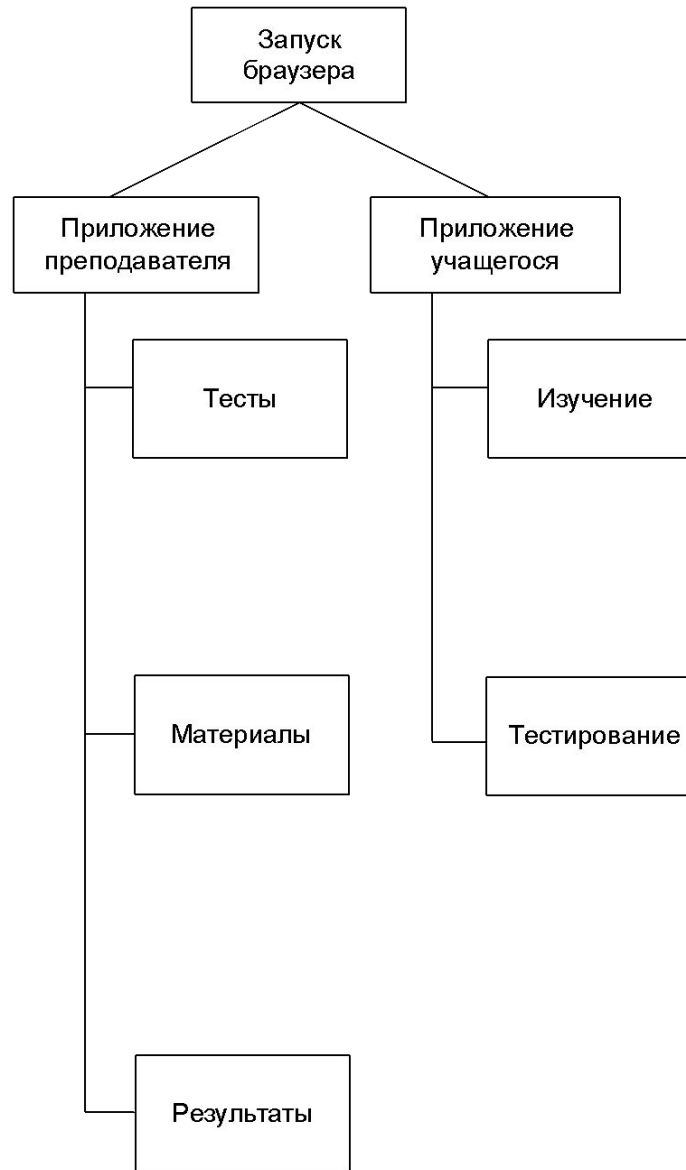 Запуск
браузера
Приложение
преподавателя
Приложение
учащегося
Тесты
Изучение
Материалы
Тестирование
Результаты